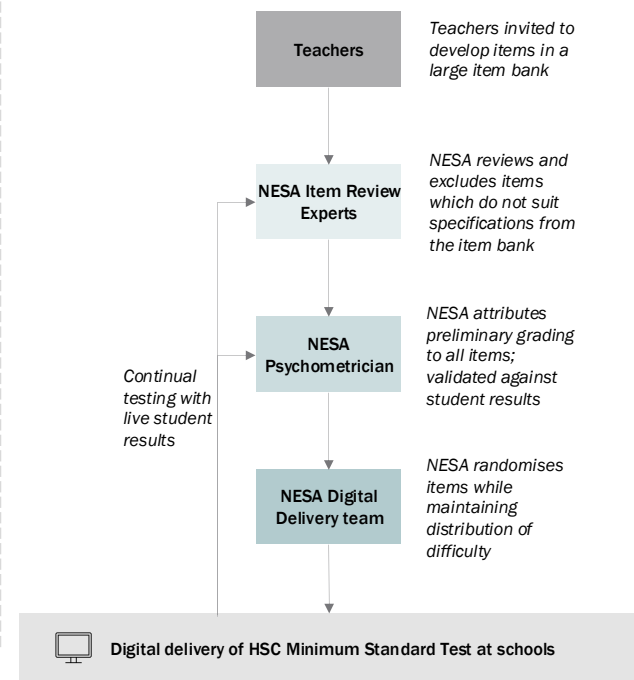 Teachers
Teachers invited to
develop items in a
large item bank
NESA Item Review
Experts
NESA reviews and
excludes items
which do not suit
specifications from
the item bank
NESA
Psychometrician
NESA attributes
preliminary grading
to all items;
validated against
student results
Continual
testing with
live student
results
NESA Digital
Delivery team
NESA randomises
items while
maintaining
distribution of
difficulty
Digital delivery of HSC Minimum Standard Test at schools